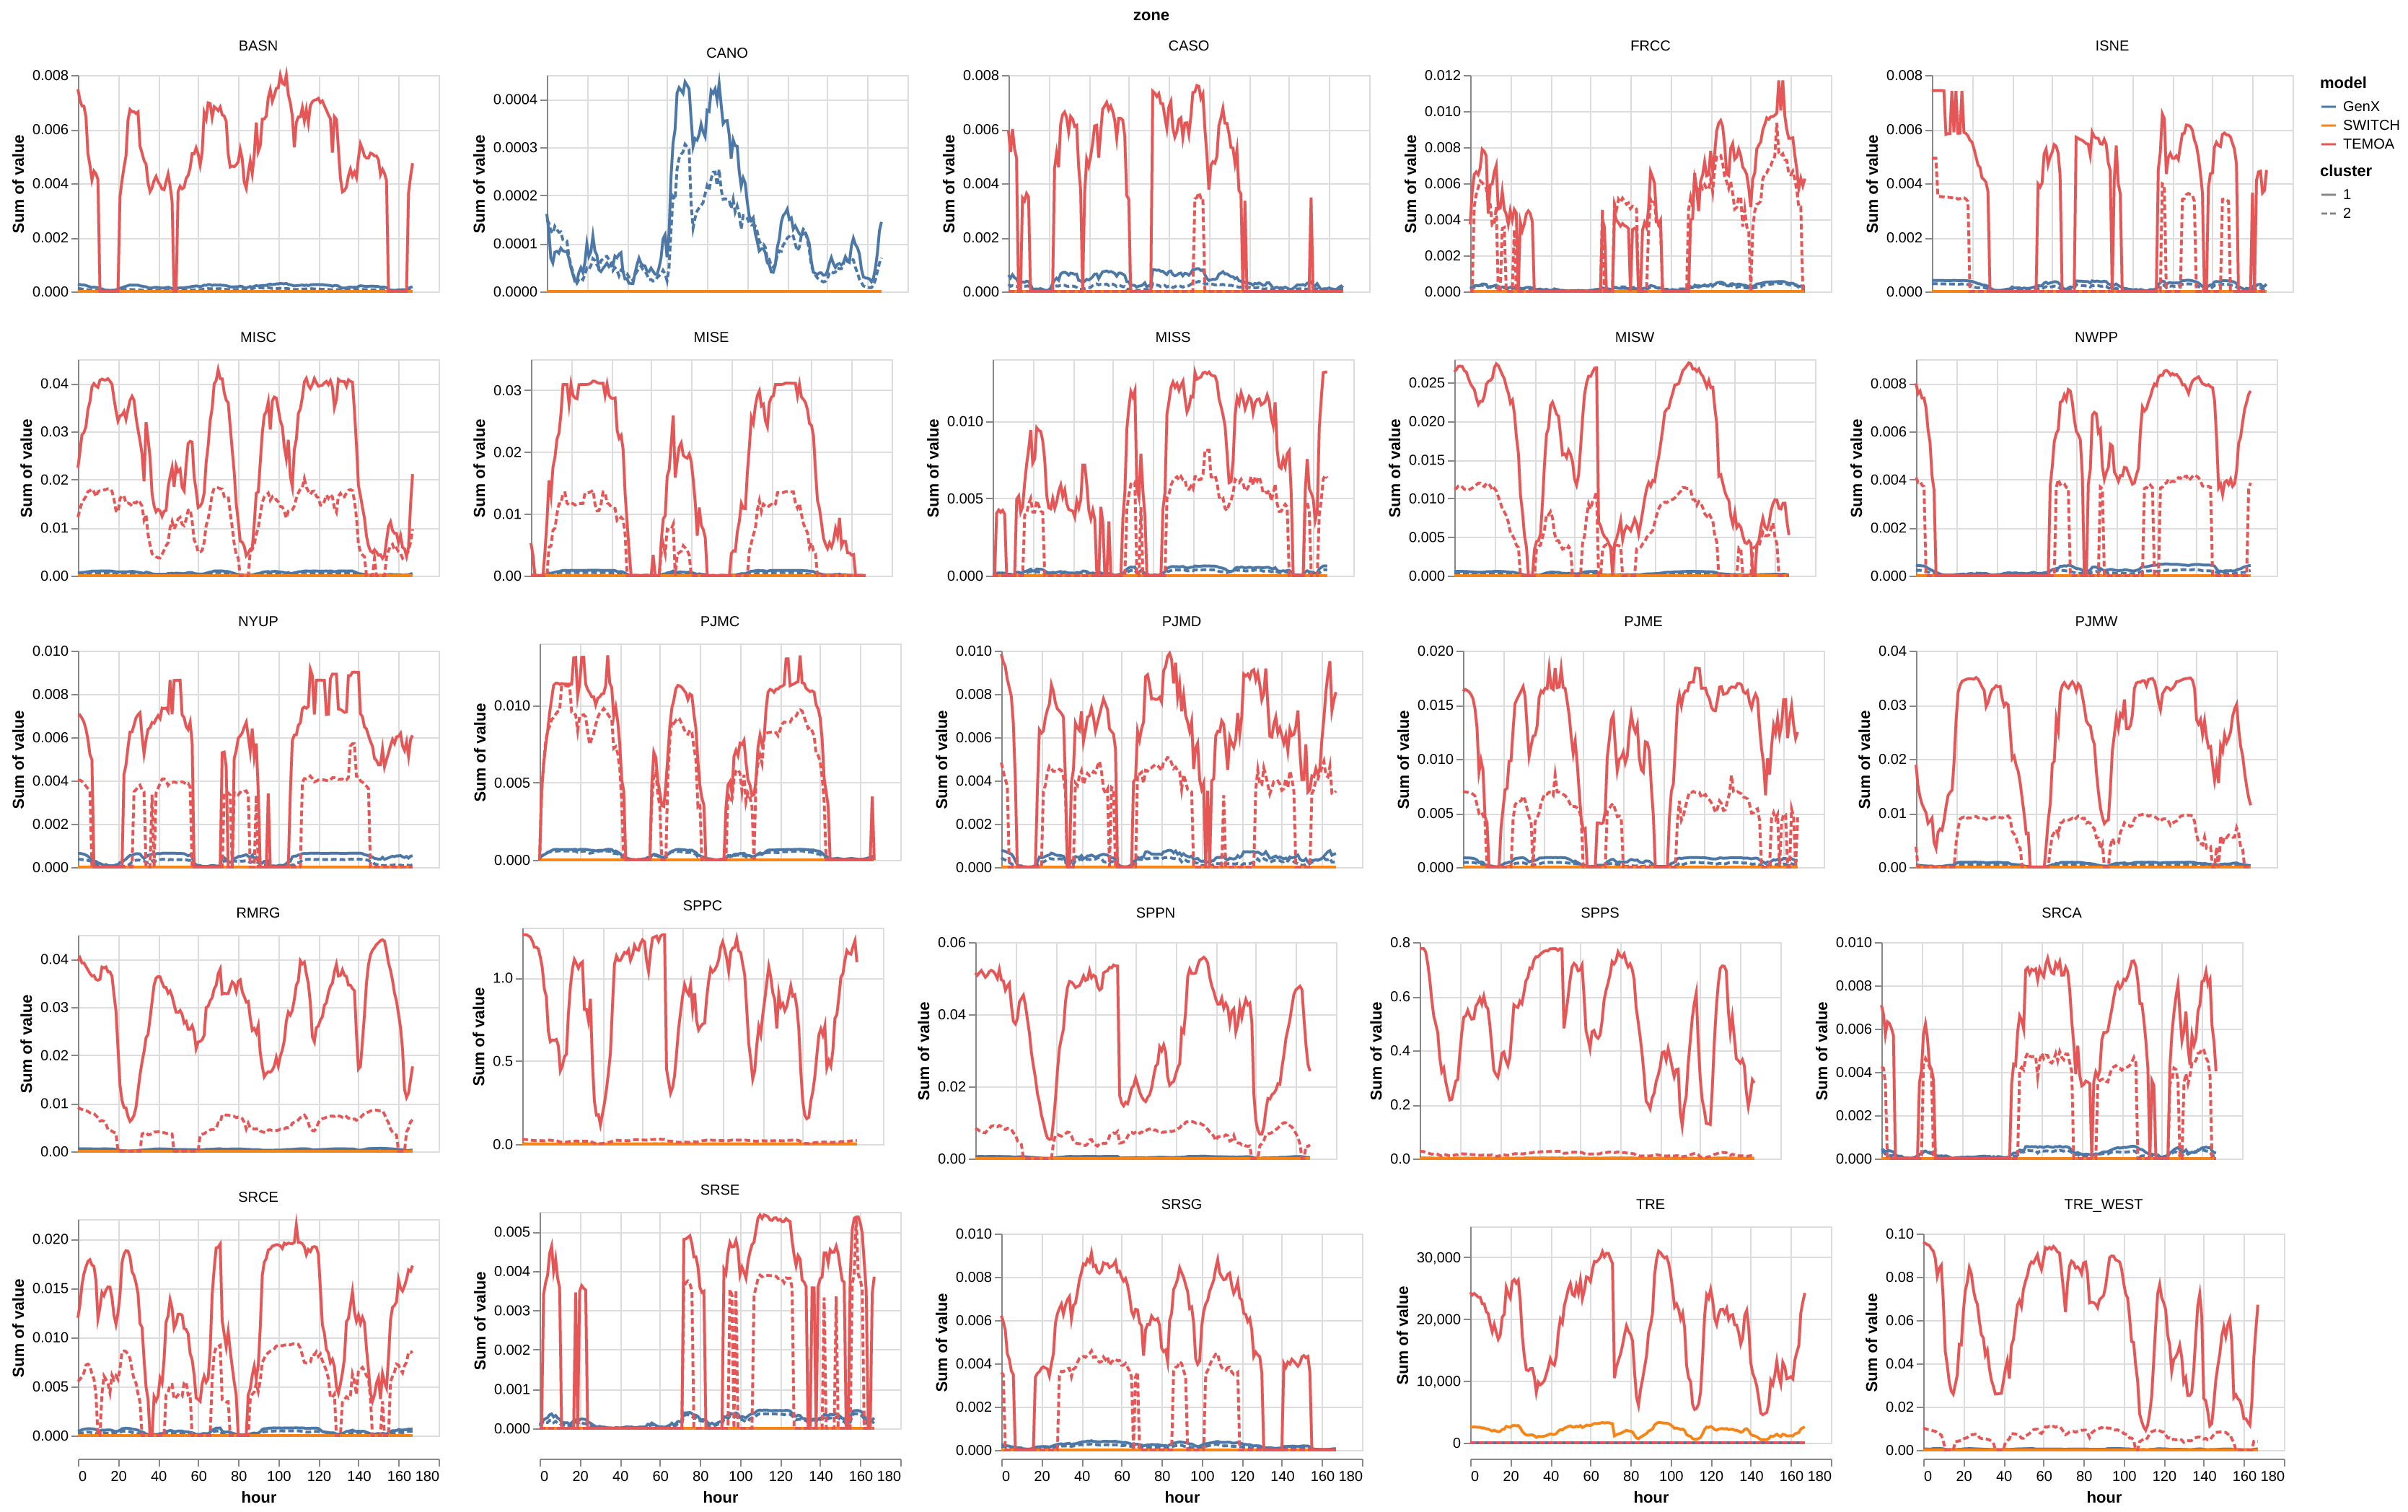 zone
BASN
CANO
CASO
FRCC
ISNE
model
GenX
SWITCH
TEMOA
cluster
1
2
Sum of value
0.008
0.006
0.004
0.002
0.000
Sum of value
0.0004
0.0003
0.0002
0.0001
0.0000
Sum of value
0.008
0.006
0.004
0.002
0.000
Sum of value
0.012
0.010
0.008
0.006
0.004
0.002
0.000
Sum of value
0.008
0.006
0.004
0.002
0.000
MISC
MISE
MISS
MISW
NWPP
Sum of value
0.04
0.03
0.02
0.01
0.00
Sum of value
0.03
0.02
0.01
0.00
Sum of value
0.010
0.005
0.000
Sum of value
0.025
0.020
0.015
0.010
0.005
0.000
Sum of value
0.008
0.006
0.004
0.002
0.000
NYUP
PJMC
PJMD
PJME
PJMW
Sum of value
0.010
0.008
0.006
0.004
0.002
0.000
Sum of value
0.010
0.005
0.000
Sum of value
0.010
0.008
0.006
0.004
0.002
0.000
Sum of value
0.020
0.015
0.010
0.005
0.000
Sum of value
0.04
0.03
0.02
0.01
0.00
RMRG
SPPC
SPPN
SPPS
SRCA
Sum of value
0.04
0.03
0.02
0.01
0.00
Sum of value
1.0
0.5
0.0
Sum of value
0.06
0.04
0.02
0.00
Sum of value
0.8
0.6
0.4
0.2
0.0
Sum of value
0.010
0.008
0.006
0.004
0.002
0.000
SRCE
SRSE
SRSG
TRE
TRE_WEST
Sum of value
0.020
0.015
0.010
0.005
0.000
Sum of value
0.005
0.004
0.003
0.002
0.001
0.000
Sum of value
0.010
0.008
0.006
0.004
0.002
0.000
Sum of value
30,000
20,000
10,000
0
Sum of value
0.10
0.08
0.06
0.04
0.02
0.00
0 20 40 60 80 100 120 140 160 180
hour
0 20 40 60 80 100 120 140 160 180
hour
0 20 40 60 80 100 120 140 160 180
hour
0 20 40 60 80 100 120 140 160 180
hour
0 20 40 60 80 100 120 140 160 180
hour